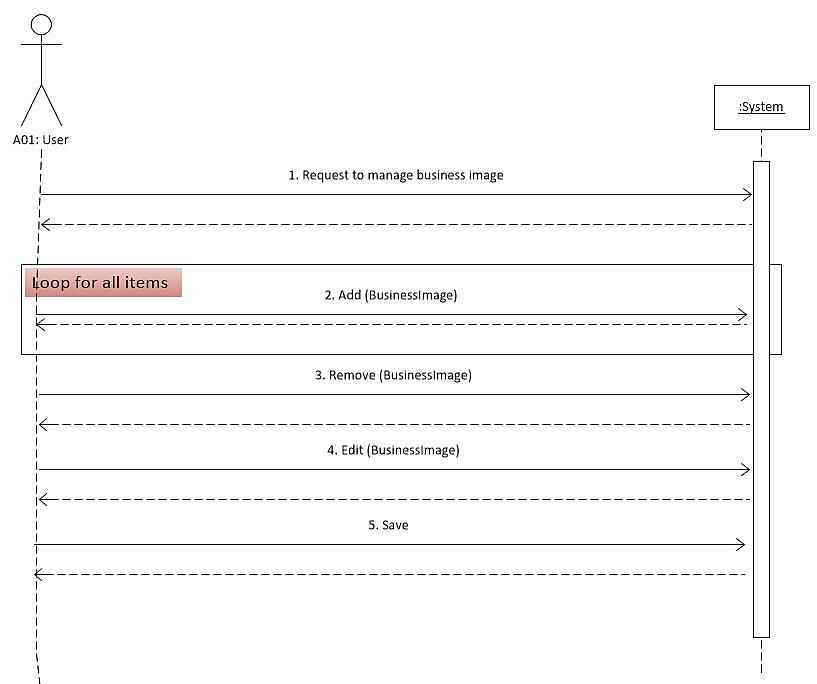 :System
A01: User
1. Request to manage business image
Loop for all items
2. Add (BusinessImage)
3. Remove (BusinessImage)
4. Edit (BusinessImage)
5. Save